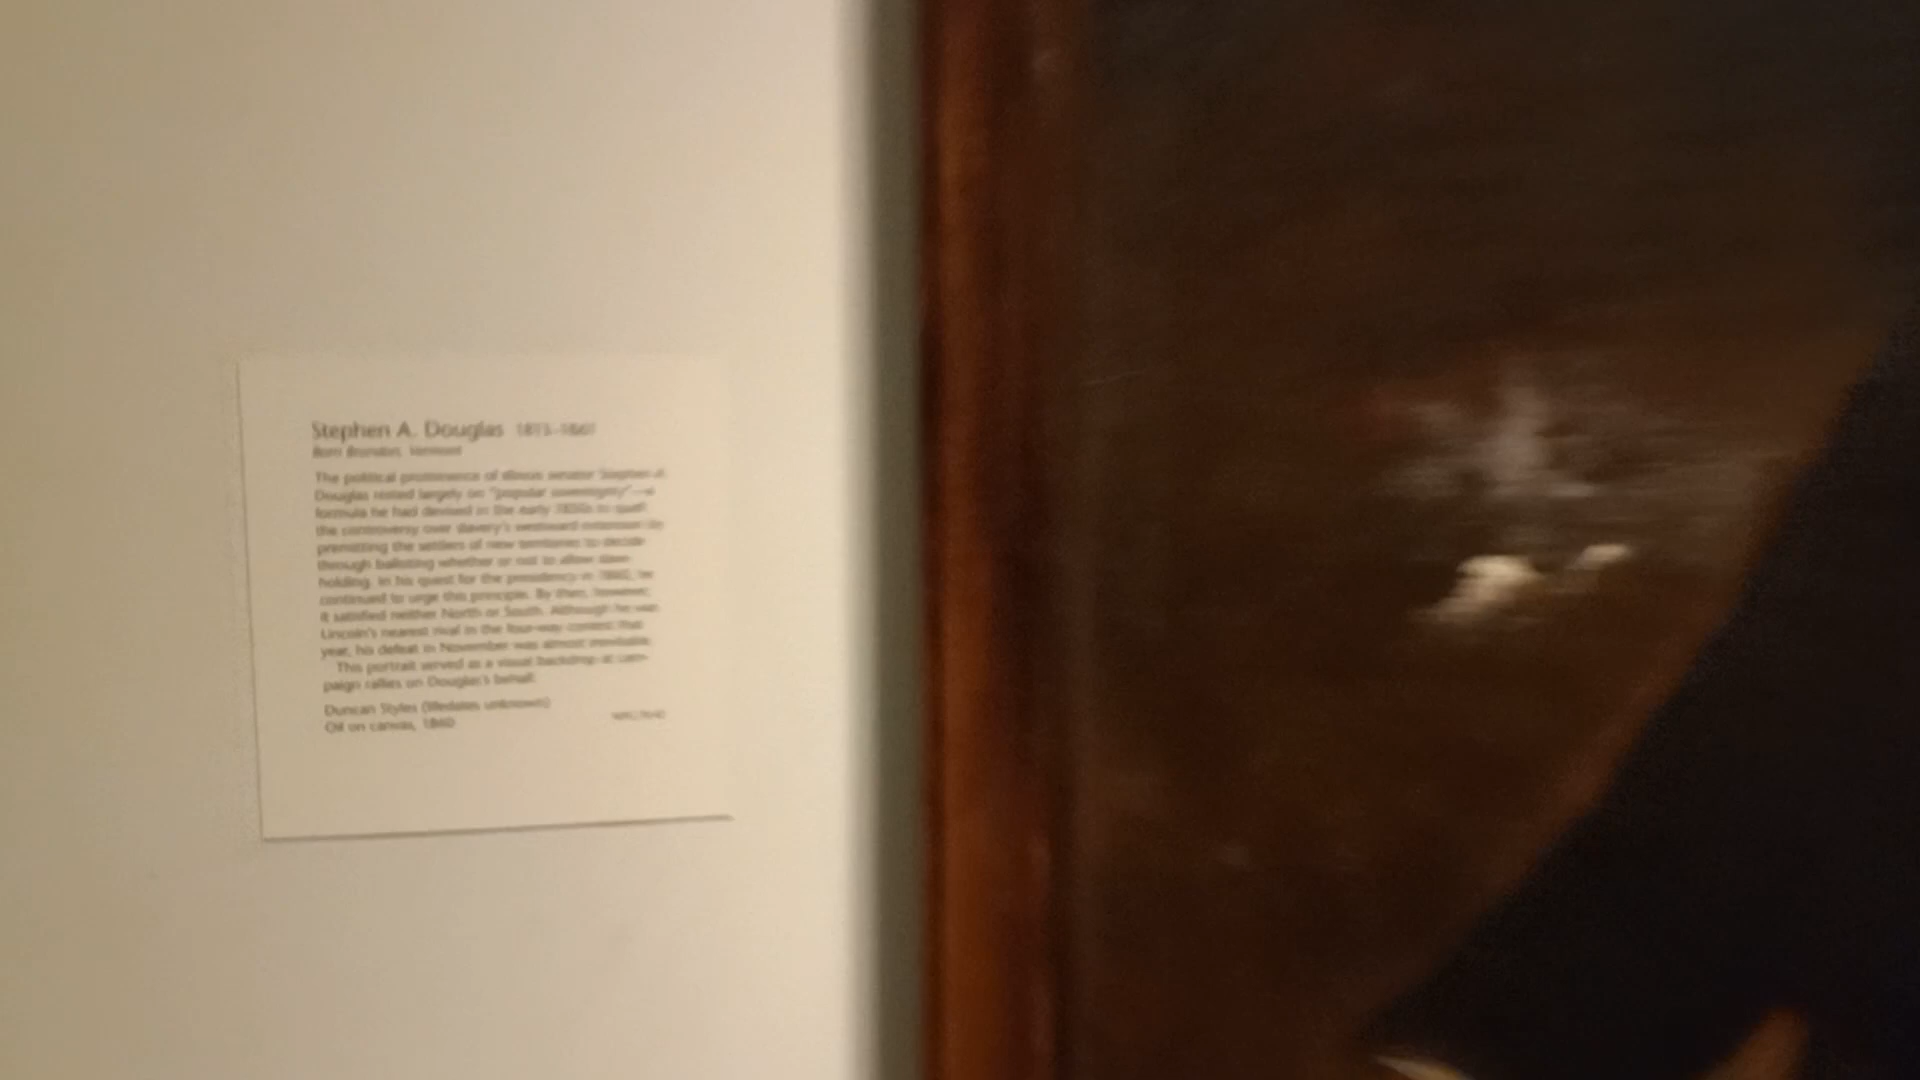 Stephen A. Douglas 1813–1861
Born Brandon, Vermont
The political prominence of Illinois senator Stephen A.
Douglas rested largely on "popular sovereignty"—a
formula he had devised in the early 1850s to quell
the controversy over slavery's westward extension by
premitting the settlers of new territories to decide
through balloting whether or not to allow slave-
holding. In his quest for the presidency in 1860, he
continued to urge this principle. By then, however,
it satisfied neither North or South. Although he was
Lincoln's nearest rival in the four-way contest that
year, his defeat in November was almost inevitable.
This portrait served as a visual backdrop at cam-
paign rallies on Douglas's behalf.
Duncan Styles (lifedates unknown)
Oil on canvas, 1860